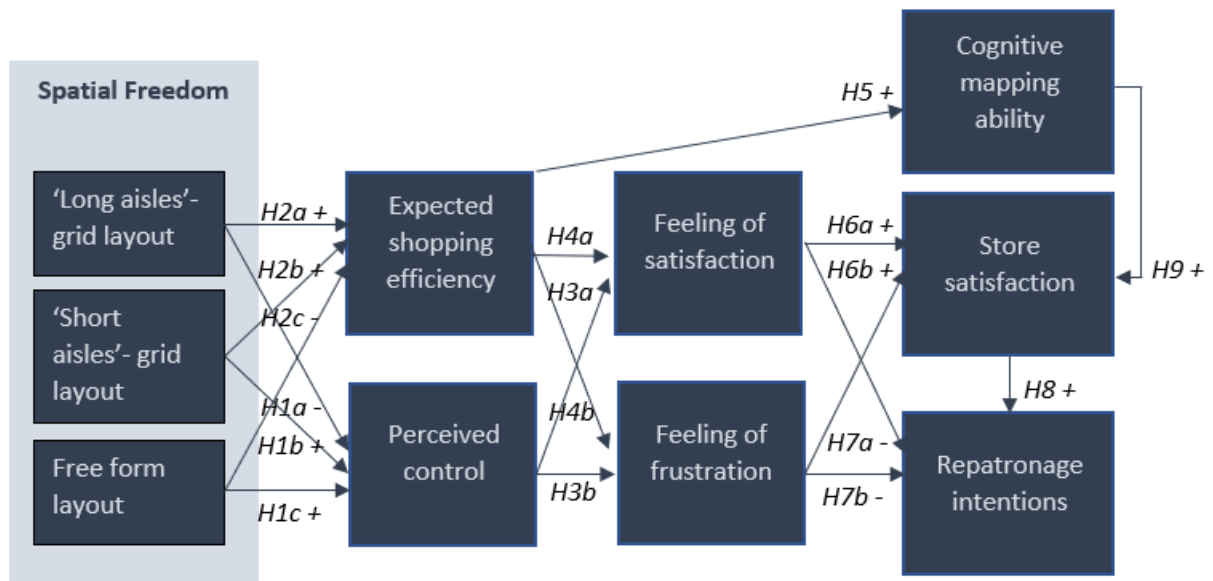 Spatial Freedom
‘Long aisles’-
grid layout
‘Short
aisles’- grid
layout
Free form
layout
H2a +
H2b +
H2c -
H1a -
H1b +
H1c +
Expected
shopping
efficiency
Perceived
control
H5 +
H4a
H3a
H4b
H3b
Feeling of
satisfaction
Feeling of
frustration
H6a +
H6b +
H7a -
H7b -
Cognitive
mapping
ability
Store
satisfaction
H9 +
H8 +
Repatronage
intentions